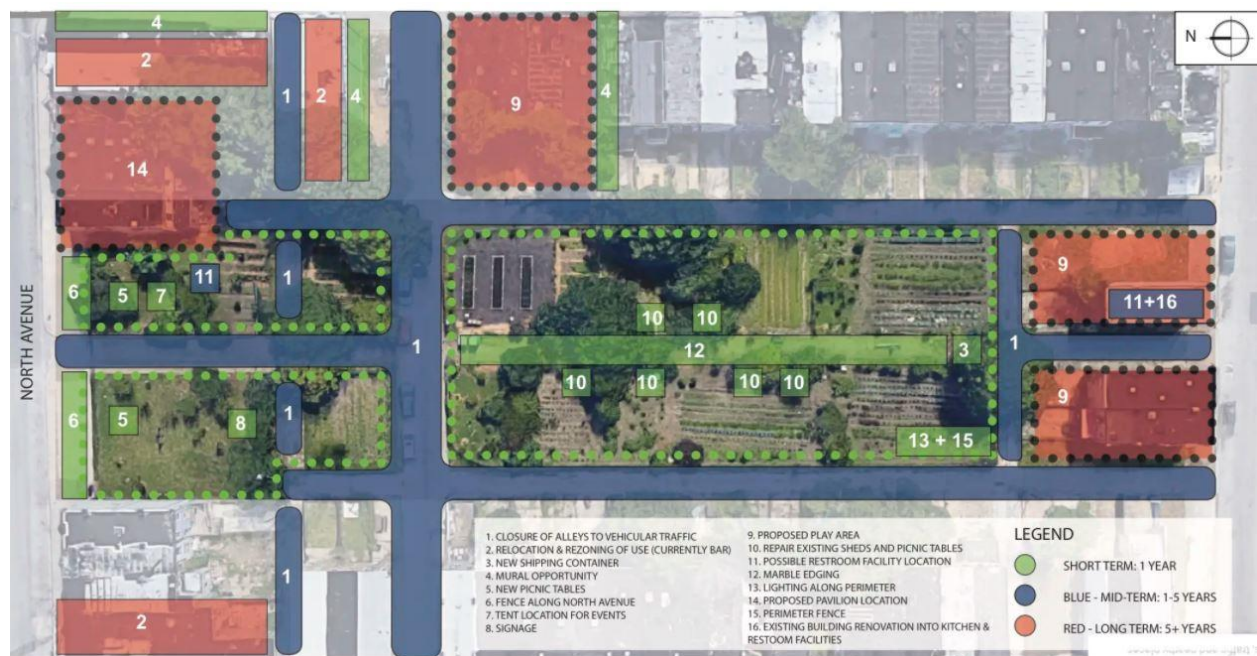 4
2
1
2
4
9
4
N
14
6
5
7
11
1
10
10
9
11+16
NORTH AVENUE
1
12
3
1
10
10
10
10
9
6
5
8
1
13 + 15
1
2
1. CLOSURE OF ALLEYS TO VEHICULAR TRAFFIC
2. RELOCATION & REZONING OF USE (CURRENTLY BAR)
3. NEW SHIPPING CONTAINER
4. MURAL OPPORTUNITY
5. NEW PICNIC TABLES
6. FENCE ALONG NORTH AVENUE
7. TENT LOCATION FOR EVENTS
8. SIGNAGE
9. PROPOSED PLAY AREA
10. REPAIR EXISTING SHEDS AND PICNIC TABLES
11. POSSIBLE RESTROOM FACILITY LOCATION
12. MARBLE EDGING
13. LIGHTING ALONG PERIMETER
14. PROPOSED PAVILION LOCATION
15. PERIMETER FENCE
16. EXISTING BUILDING RENOVATION INTO KITCHEN &
RESTOOM FACILITIES
LEGEND
SHORT TERM: 1 YEAR
BLUE - MID-TERM: 1-5 YEARS
RED - LONG TERM: 5+ YEARS